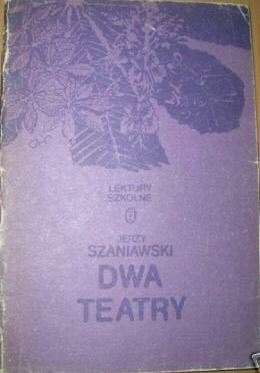 LEKTURY
SZKOLNE
JERZY
SZANIAWSKI
DWA
TEATRY